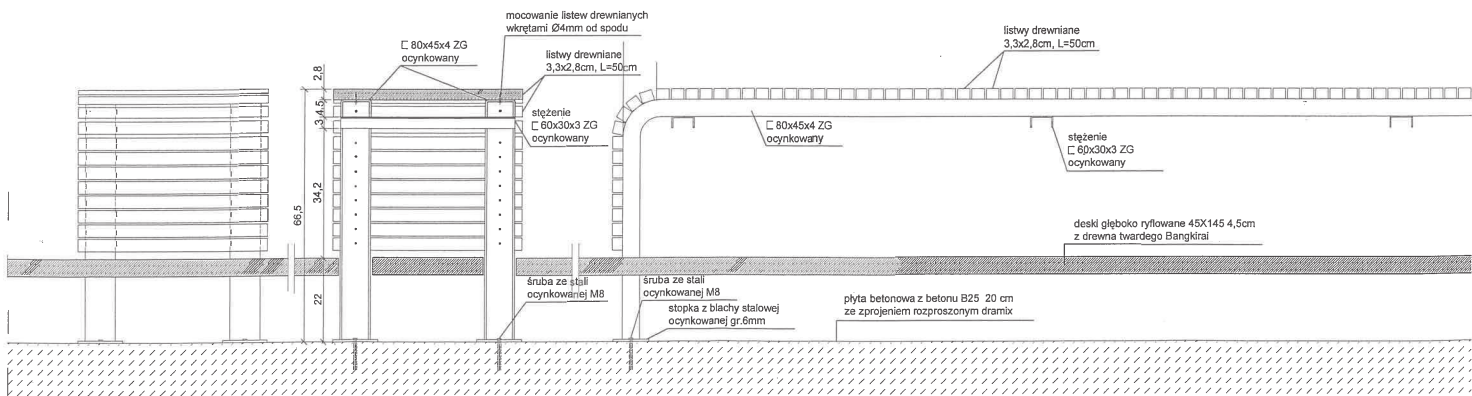 mocowanie listew drewnianych
wkrętami Ø4mm od spodu
⊏ 80x45x4 ZG
ocynkowany
listwy drewniane
3,3x2,8cm, L=50cm
stężenie
⊏ 60x30x3 ZG
ocynkowany
2,8
4,5
3
34,2
66,5
22
listwy drewniane
3,3x2,8cm, L=50cm
⊏ 80x45x4 ZG
ocynkowany
stężenie
⊏ 60x30x3 ZG
ocynkowany
deski głęboko ryflowane 45X145 4,5cm
z drewna twardego Bangkirai
śruba ze stali
ocynkowanej M8
śruba ze stali
ocynkowanej M8
stopka z blachy stalowej
ocynkowanej gr.6mm
płyta betonowa z betonu B25 20 cm
ze zprojeniem rozproszonym dramix